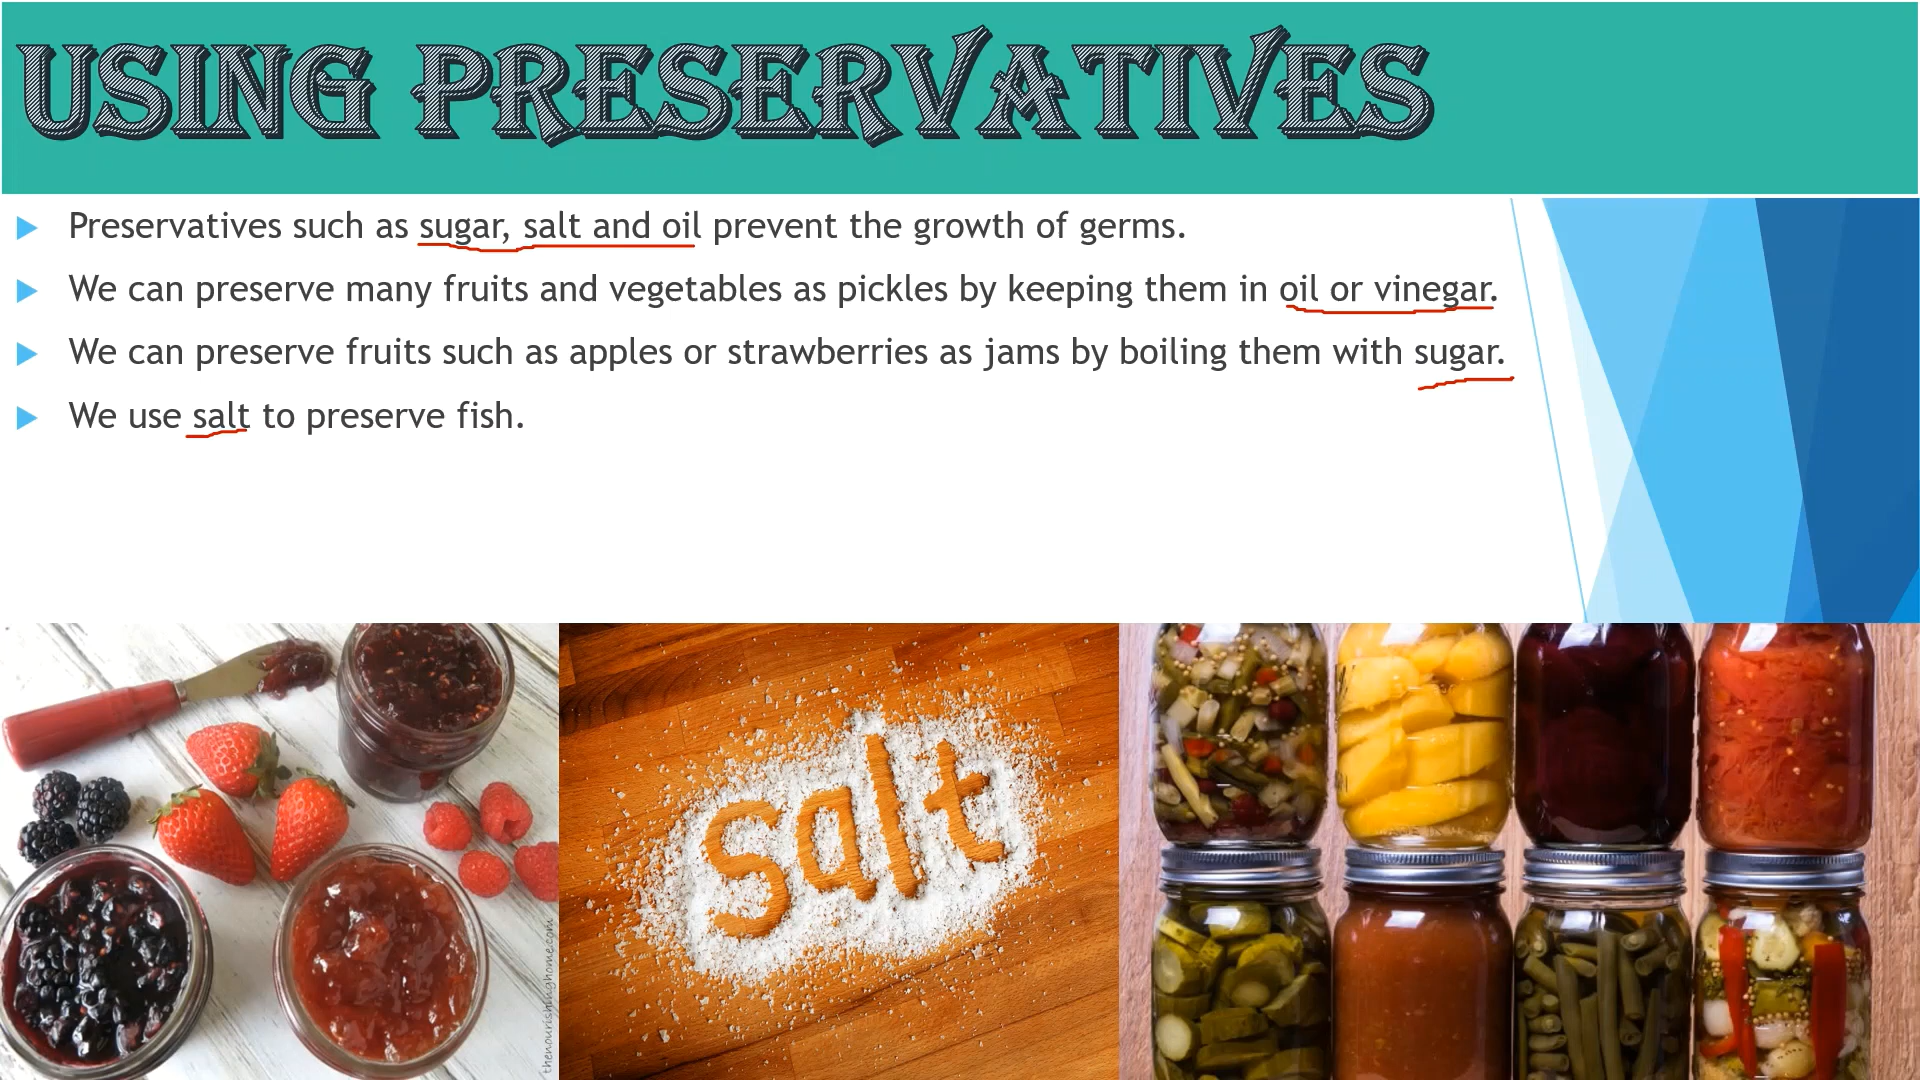 USING PRESERVATIVES
Preservatives such as sugar, salt and oil prevent the growth of germs.
We can preserve many fruits and vegetables as pickles by keeping them in oil or vinegar.
We can preserve fruits such as apples or strawberries as jams by boiling them with sugar.
We use salt to preserve fish.
thenourishinghome.com
salt